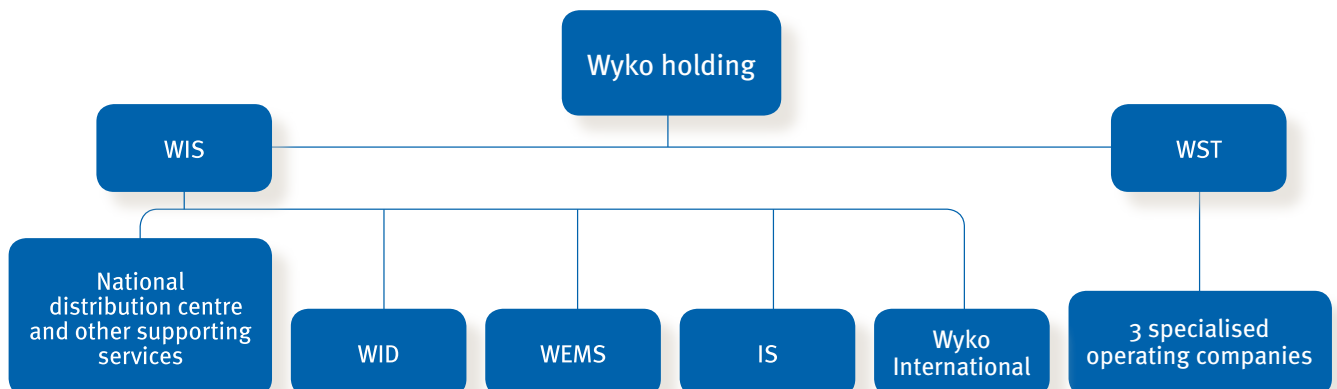 Wyko holding
WIS
WST
National
distribution centre
and other supporting
services
WID
WEMS
IS
Wyko
International
3 specialised
operating companies